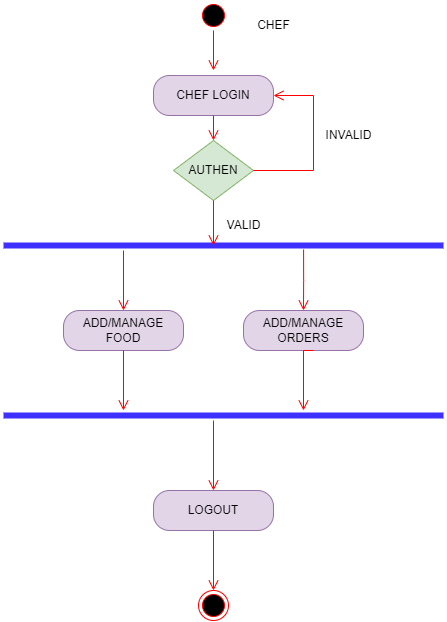 CHEF
CHEF LOGIN
INVALID
AUTHEN
VALID
ADD/MANAGE
FOOD
ADD/MANAGE
ORDERS
LOGOUT